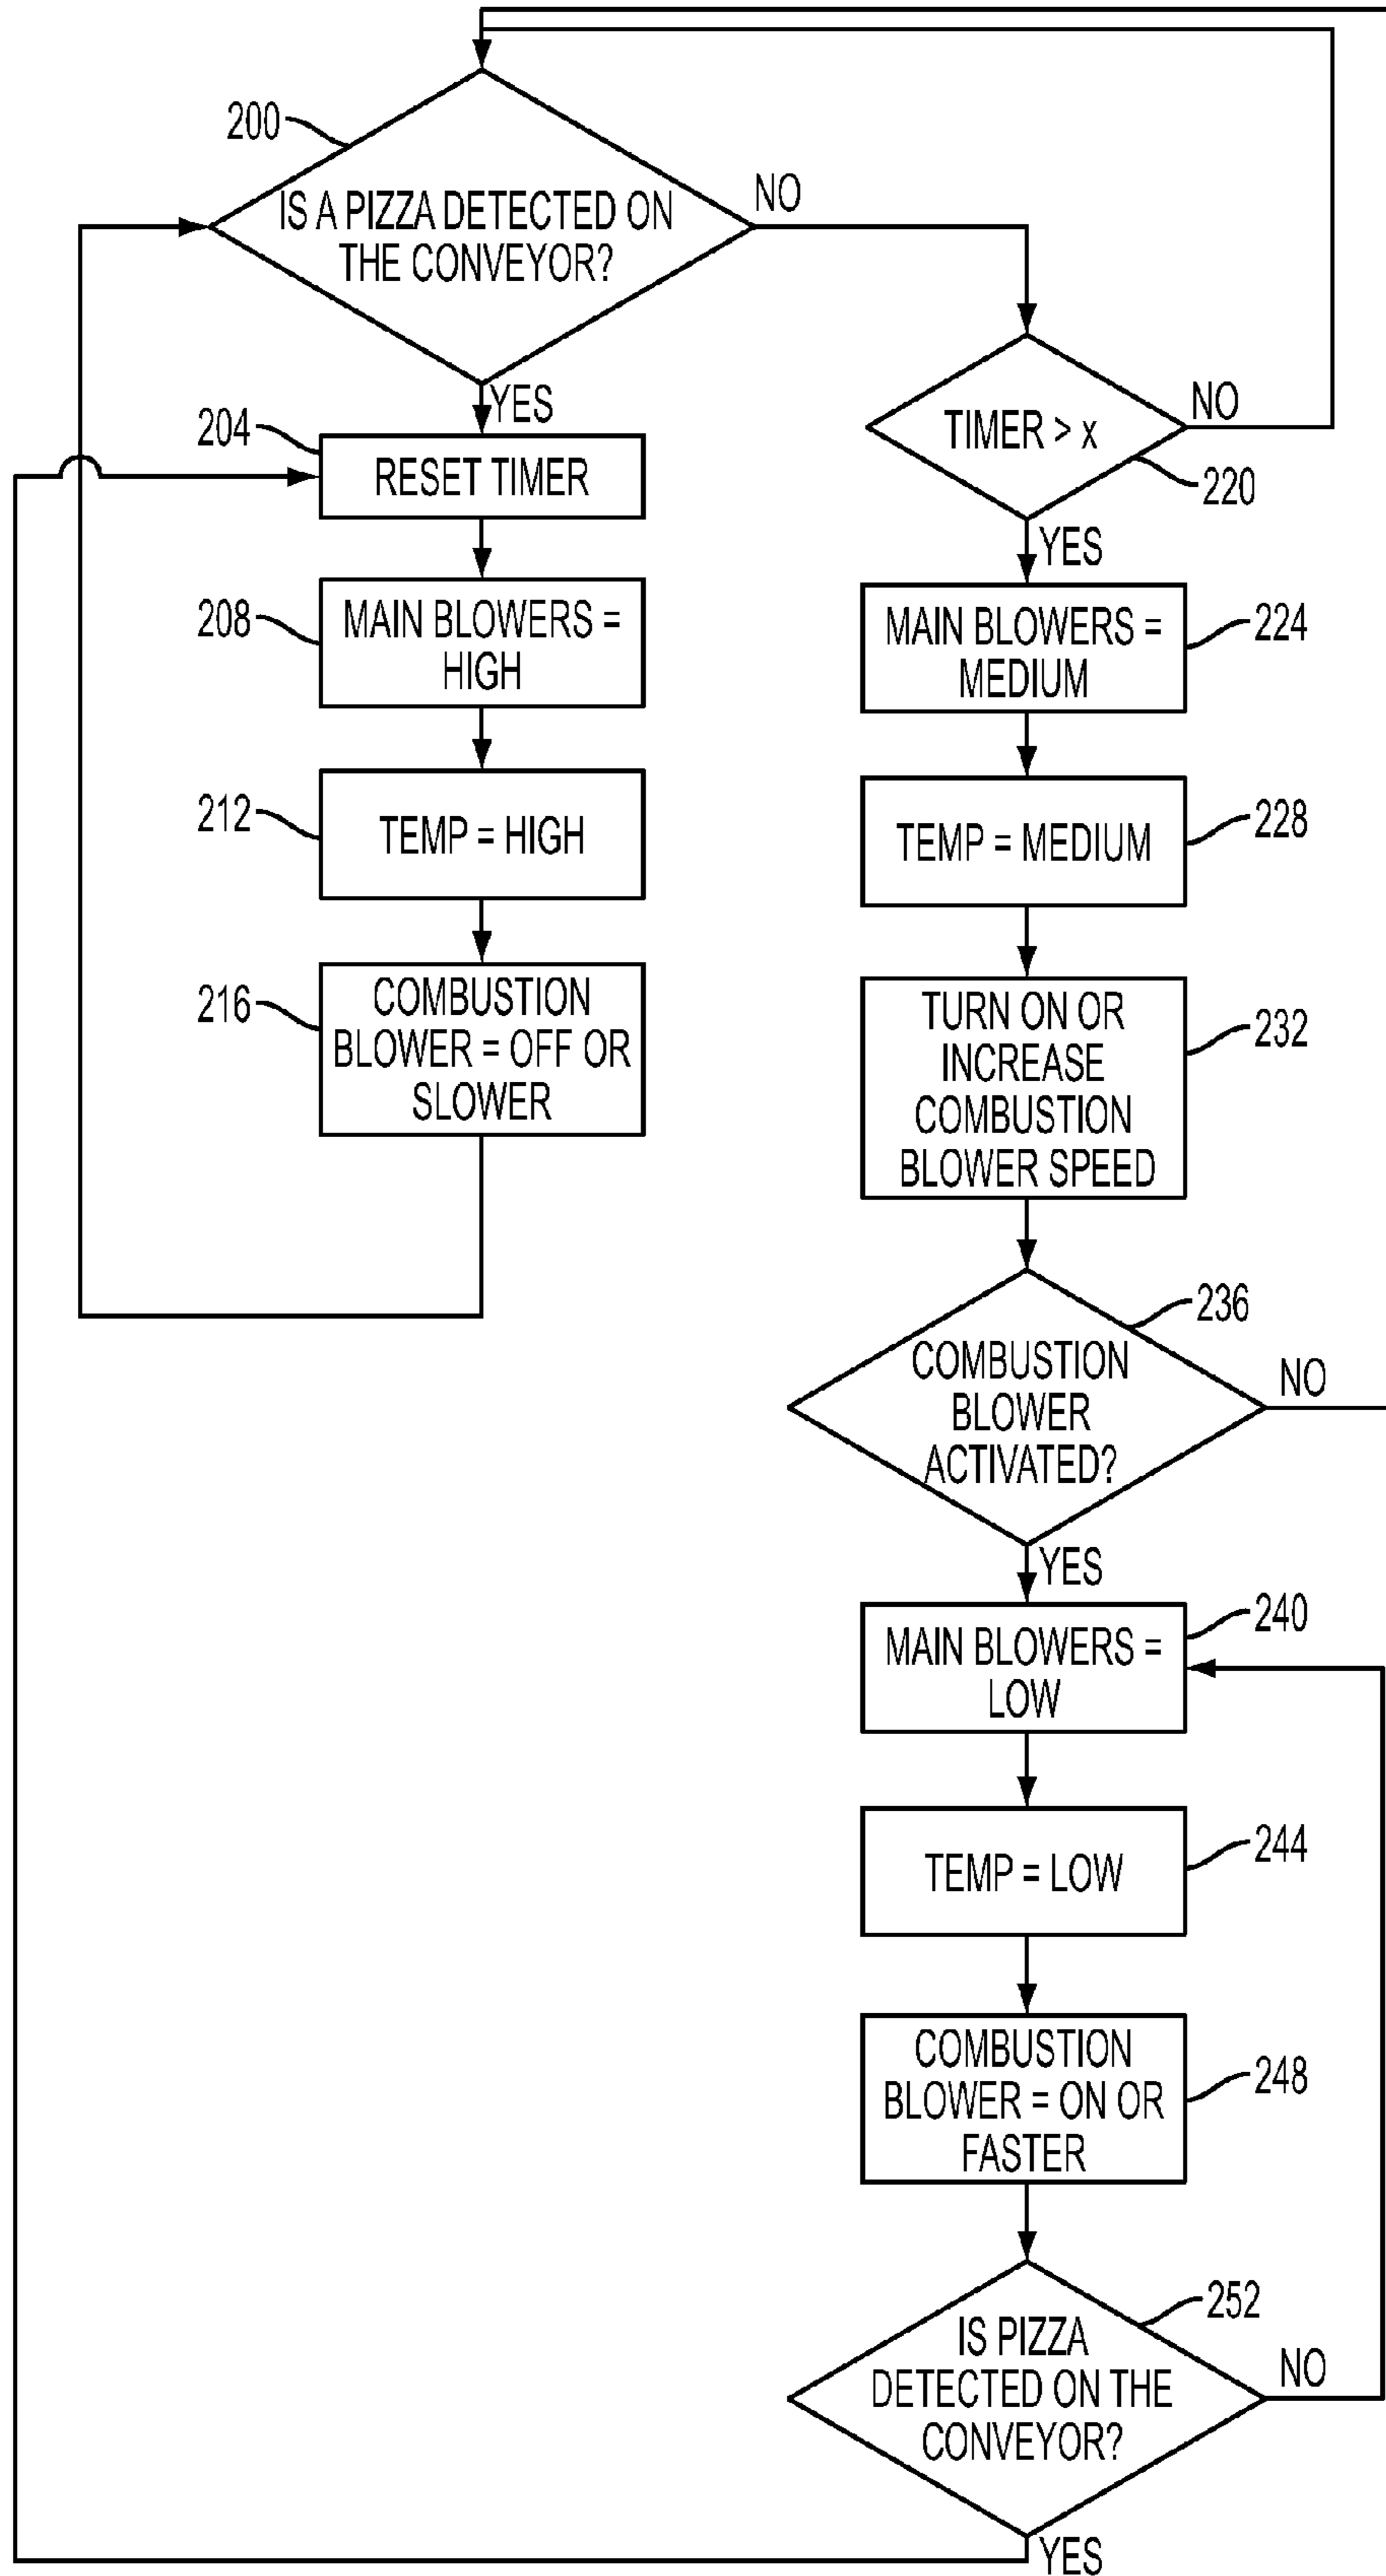 200
IS A PIZZA DETECTED ON
THE CONVEYOR?
NO
YES
204
RESET TIMER
208
MAIN BLOWERS =
HIGH
212
TEMP = HIGH
216
COMBUSTION
BLOWER = OFF OR
SLOWER
TIMER > x
NO
220
YES
MAIN BLOWERS =
MEDIUM
224
TEMP = MEDIUM
228
TURN ON OR
INCREASE
COMBUSTION
BLOWER SPEED
232
236
COMBUSTION
BLOWER
ACTIVATED?
NO
YES
MAIN BLOWERS =
LOW
240
TEMP = LOW
244
COMBUSTION
BLOWER = ON OR
FASTER
248
252
IS PIZZA
DETECTED ON THE
CONVEYOR?
NO
YES